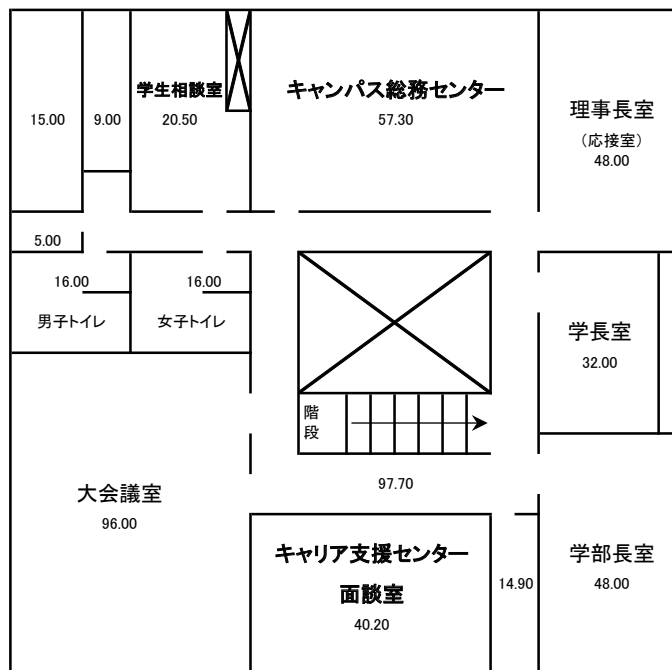 学生相談室
キャンパス総務センター
15.00
9.00
20.50
57.30
理事長室
（応接室）
48.00
5.00
16.00
16.00
男子トイレ
女子トイレ
学長室
32.00
階
段
97.70
大会議室
96.00
キャリア支援センター
面談室
40.20
14.90
学部長室
48.00